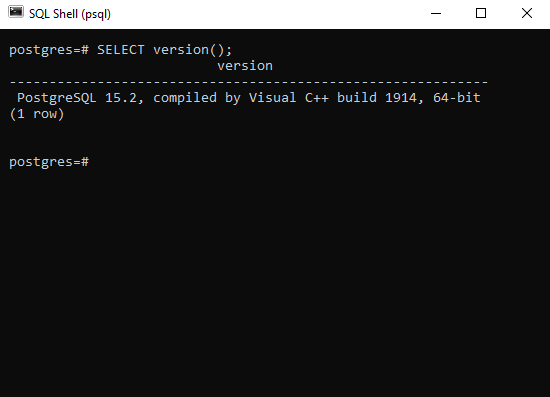 SQL Shell (psql)
postgres=# SELECT version();
version
------------------------------------------------------------
PostgreSQL 15.2, compiled by Visual C++ build 1914, 64-bit
(1 row)
postgres=#